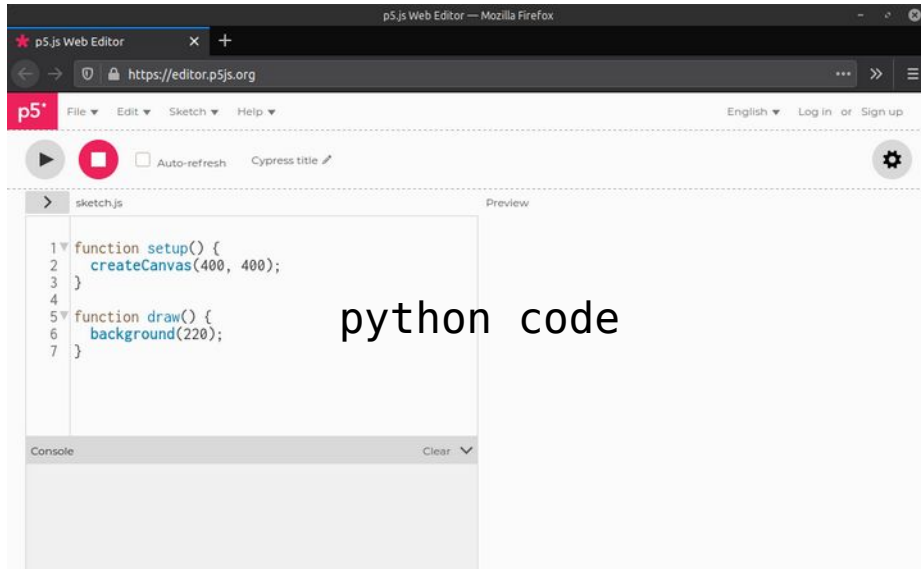 p5.js Web Editor — Mozilla Firefox
p5.js Web Editor
https://editor.p5js.org
p5* File Edit Sketch Help English Log in or Sign up
Auto-refresh Cypress title
sketch.js Preview
1 function setup() {
2   createCanvas(400, 400);
3 }
4
5 function draw() {
6   background(220);
7 }
python code
Console Clear